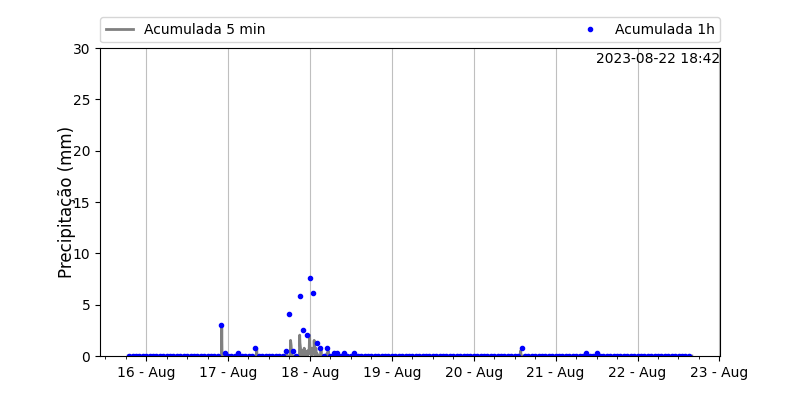 Acumulada 5 min
Acumulada 1h
2023-08-22 18:42
Precipitação (mm)
30
25
20
15
10
5
0
16 - Aug
17 - Aug
18 - Aug
19 - Aug
20 - Aug
21 - Aug
22 - Aug
23 - Aug